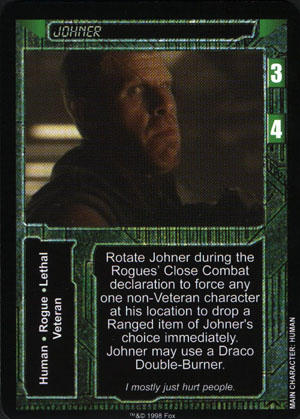 JOHNER
3
4
Human • Rogue • Lethal
Veteran
Rotate Johner during the
Rogues' Close Combat
declaration to force any
one non-Veteran character
at his location to drop a
Ranged item of Johner's
choice immediately.
Johner may use a Draco
Double-Burner.
I mostly just hurt people.
MAIN CHARACTER: HUMAN
™&© 1998 Fox